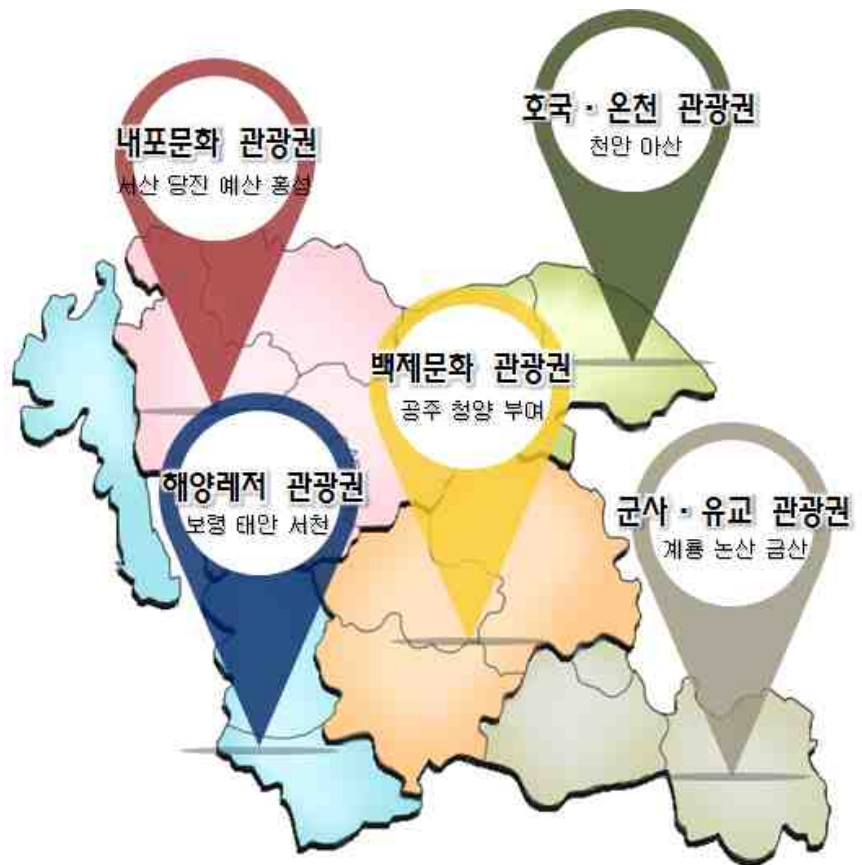 호국 · 온천 관광권
천안 아산
내포문화 관광권
서산 당진 예산 홍성
백제문화 관광권
공주 청양 부여
해양레저 관광권
보령 태안 서천
군사 · 유교 관광권
계룡 논산 금산